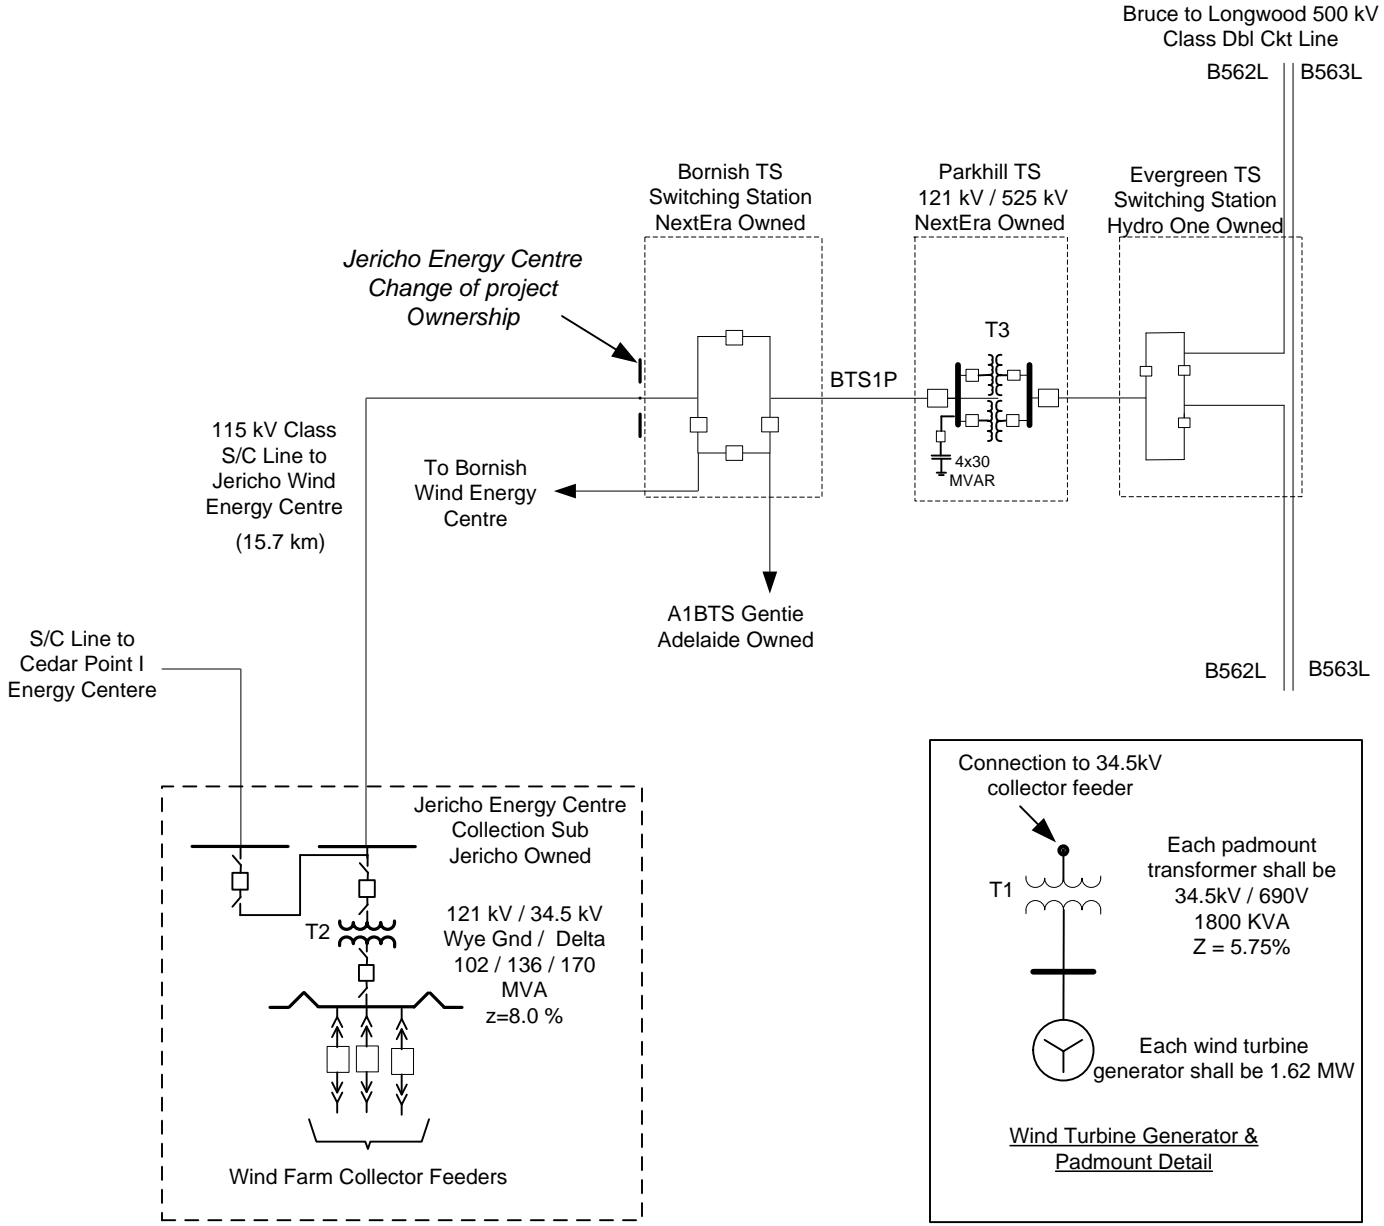 Bruce to Longwood 500 kV
Class Dbl Ckt Line
B562L
B563L
Bornish TS
Switching Station
NextEra Owned
Parkhill TS
121 kV / 525 kV
NextEra Owned
Evergreen TS
Switching Station
Hydro One Owned
Jericho Energy Centre
Change of project
Ownership
T3
BTS1P
4x30
MVAR
115 kV Class
S/C Line to
Jericho Wind
Energy Centre
(15.7 km)
To Bornish
Wind Energy
Centre
A1BTS Gentie
Adelaide Owned
S/C Line to
Cedar Point I
Energy Centere
B562L
B563L
Jericho Energy Centre
Collection Sub
Jericho Owned
T2
121 kV / 34.5 kV
Wye Gnd / Delta
102 / 136 / 170
MVA
z=8.0 %
Wind Farm Collector Feeders
Connection to 34.5kV
collector feeder
T1
Each padmount
transformer shall be
34.5kV / 690V
1800 KVA
Z = 5.75%
Each wind turbine
generator shall be 1.62 MW
Wind Turbine Generator &
Padmount Detail